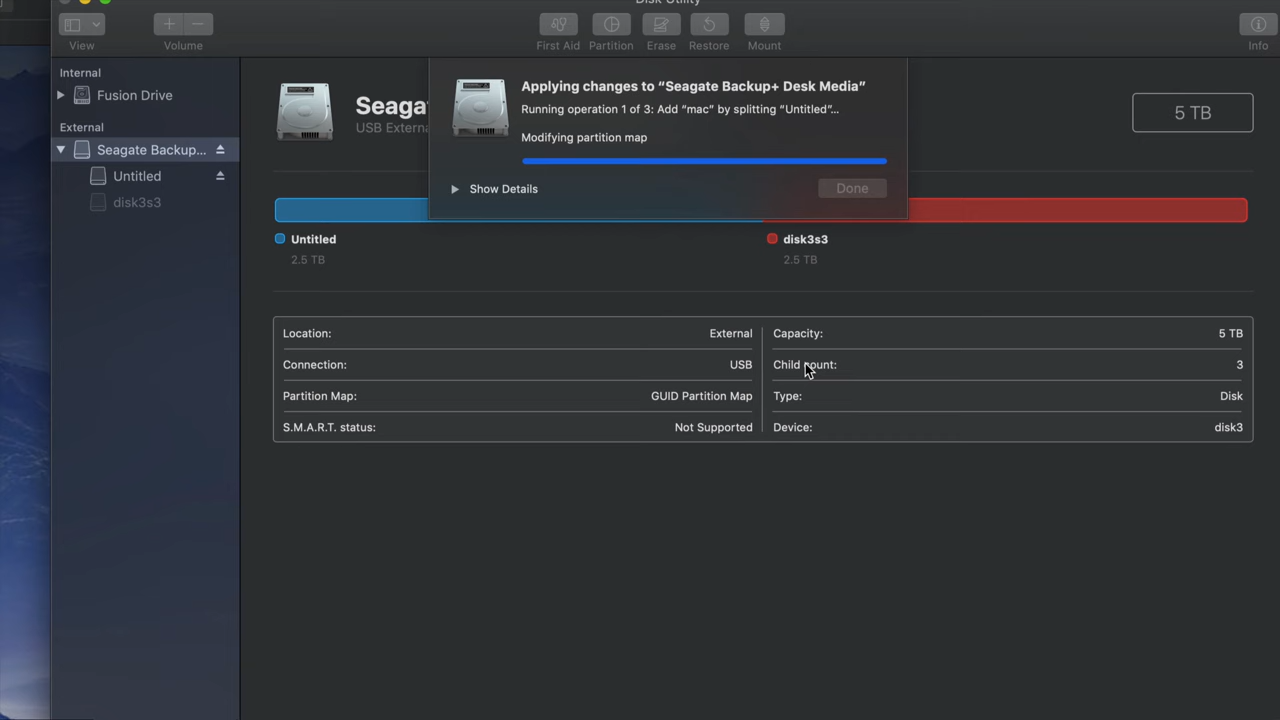 Disk Utility
View
Volume
First Aid
Partition
Erase
Restore
Mount
Info
Internal
Fusion Drive
External
Seagate Backup...
Untitled
disk3s3
Seaga
USB Extern
5 TB
Applying changes to “Seagate Backup+ Desk Media”
Running operation 1 of 3: Add “mac” by splitting “Untitled”...
Modifying partition map
Show Details
Done
Untitled
2.5 TB
disk3s3
2.5 TB
Location: External
Connection: USB
Partition Map: GUID Partition Map
S.M.A.R.T. status: Not Supported
Capacity: 5 TB
Child count: 3
Type: Disk
Device: disk3